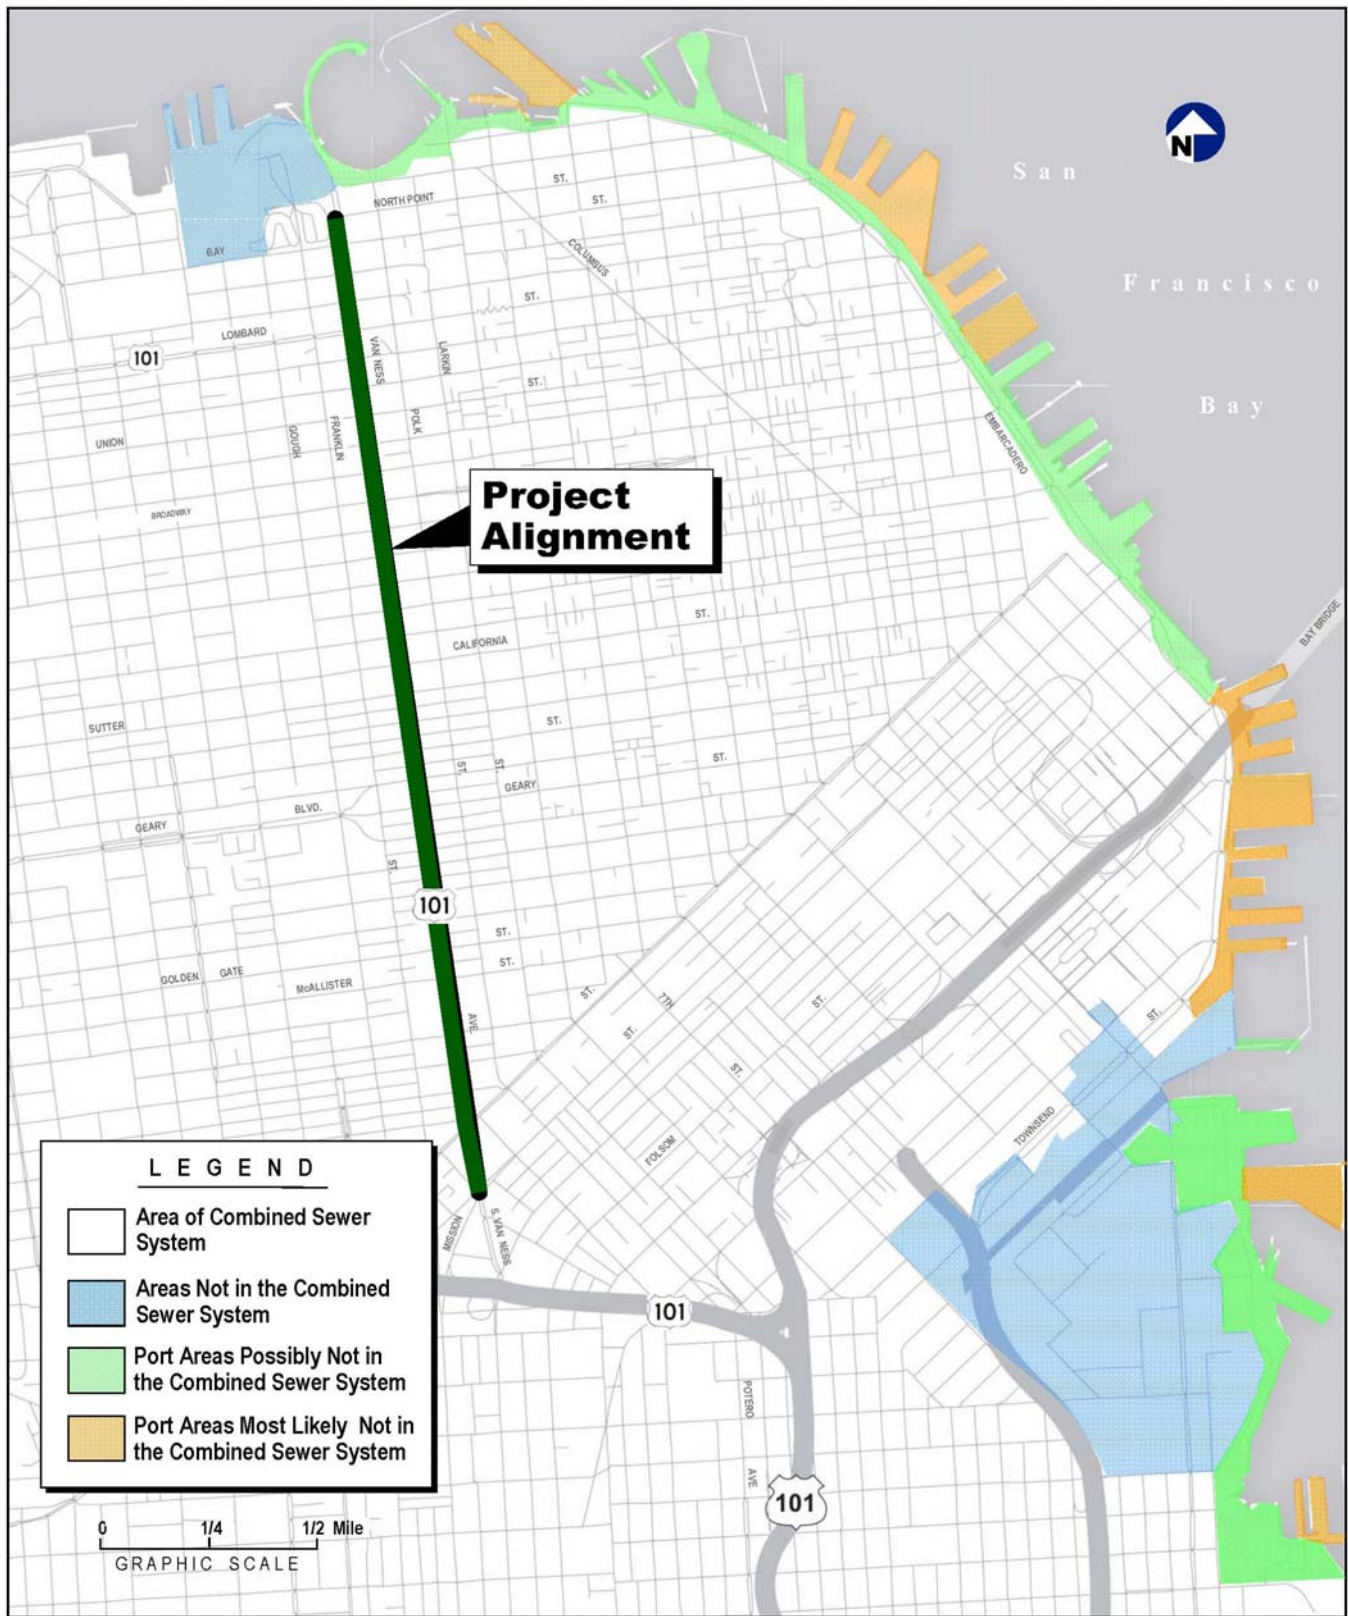 N
San
Francisco
Bay
NORTH POINT
ST.
ST.
BAY
COLUMBUS
ST.
LOMBARD
101
VAN NESS
LARKIN
ST.
POLK
FRANKLIN
GOUGH
UNION
EMBARCADERO
BROADWAY
Project
Alignment
ST.
BAY BRIDGE
CALIFORNIA
SUTTER
ST.
ST.
ST.
ST.
GEARY
BLVD.
GEARY
ST.
101
ST.
ST.
GOLDEN GATE
McALLISTER
ST.
7TH
ST.
ST.
ST.
AVE.
ST.
TOWNSEND
FOLSOM
MISSION
S. VAN NESS
101
POTERO
AVE
101
LEGEND
Area of Combined Sewer
System
Areas Not in the Combined
Sewer System
Port Areas Possibly Not in
the Combined Sewer System
Port Areas Most Likely Not in
the Combined Sewer System
0 1/4 1/2 Mile
GRAPHIC SCALE